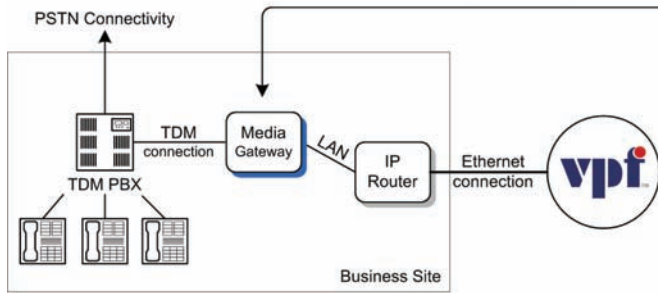 PSTN Connectivity
TDM
connection
Media
Gateway
LAN
IP
Router
Ethernet
connection
vpf
TDM PBX
Business Site